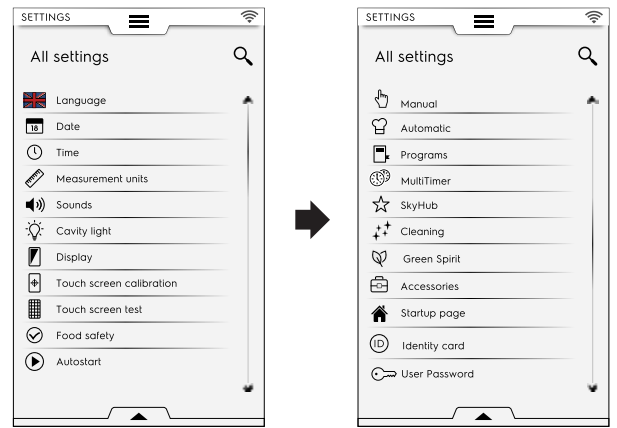 SETTINGS
All settings
Language
18
Date
Time
Measurement units
Sounds
Cavity light
Display
Touch screen calibration
Touch screen test
Food safety
Autostart
SETTINGS
All settings
Manual
Automatic
Programs
MultiTimer
SkyHub
Cleaning
Green Spirit
Accessories
Startup page
ID
Identity card
User Password